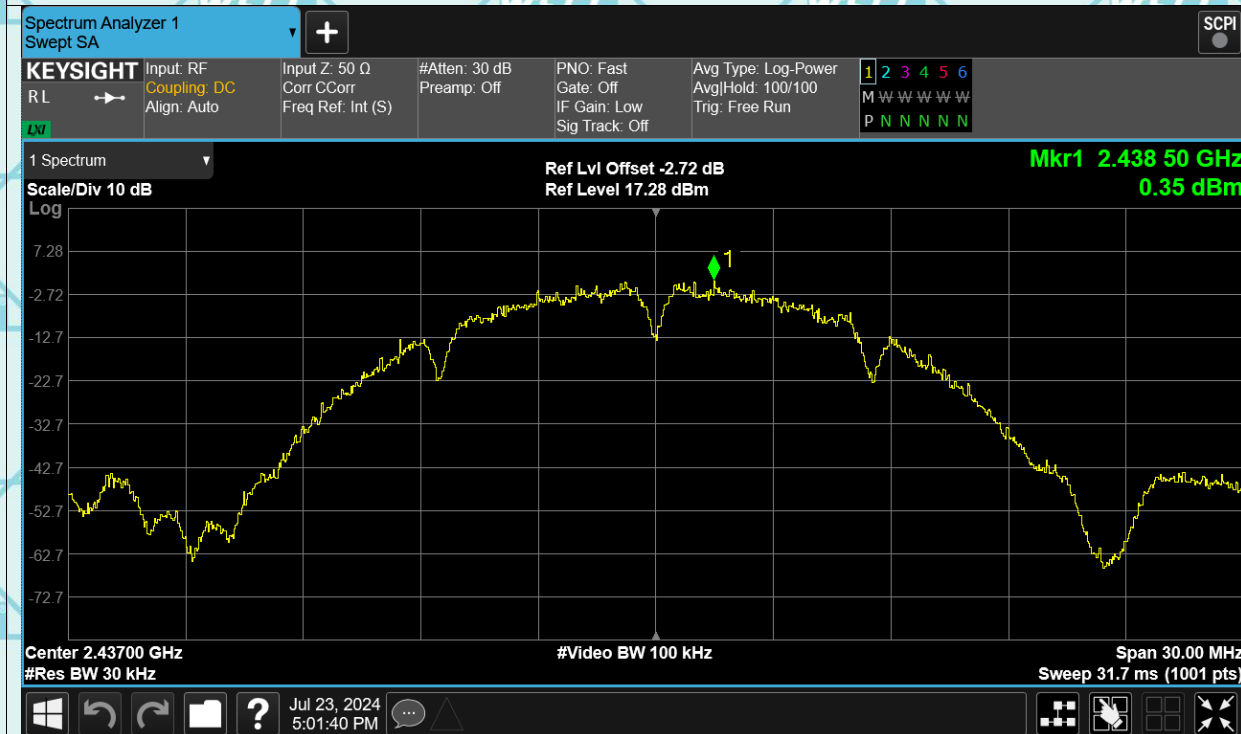 Spectrum Analyzer 1
Swept SA
+
SCPI
KEYSIGHT
RL
LXI
Input: RF
Coupling: DC
Align: Auto
Input Z: 50 Ω
Corr CCorr
Freq Ref: Int (S)
#Atten: 30 dB
Preamp: Off
PNO: Fast
Gate: Off
IF Gain: Low
Sig Track: Off
Avg Type: Log-Power
Avg|Hold: 100/100
Trig: Free Run
1 2 3 4 5 6
M W W W W W
P N N N N N
1 Spectrum
Scale/Div 10 dB
Log
Ref Lvl Offset -2.72 dB
Ref Level 17.28 dBm
Mkr1 2.438 50 GHz
0.35 dBm
1
7.28
-2.72
-12.7
-22.7
-32.7
-42.7
-52.7
-62.7
-72.7
Center 2.43700 GHz
#Res BW 30 kHz
#Video BW 100 kHz
Span 30.00 MHz
Sweep 31.7 ms (1001 pts)
?
Jul 23, 2024
5:01:40 PM